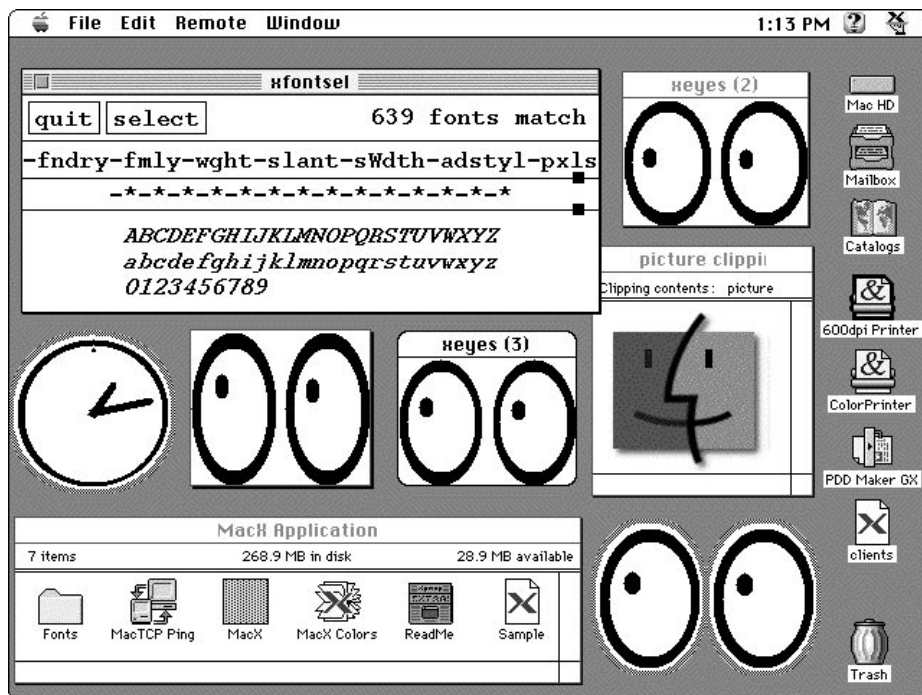 File Edit Remote Window 1:13 PM
xfontsel
quit select 639 fonts match
-fndry-fmly-wght-slant-sWdth-adstyl-pxls
-*-*-*-*-*-*-*-*-*-*-*-*-*-*
ABCDEFGHIJKLMNOPQRSTUVWXYZ
abcdefghijklmnopqrstuvwxyz
0123456789
xeyes (2)
picture clippi
Clipping contents: picture
xeyes (3)
MacX Application
7 items 268.9 MB in disk 28.9 MB available
Fonts MacTCP Ping MacX MacX Colors ReadMe Sample
Mac HD
Mailbox
Catalogs
600dpi Printer
ColorPrinter
PDD Maker GX
clients
Trash